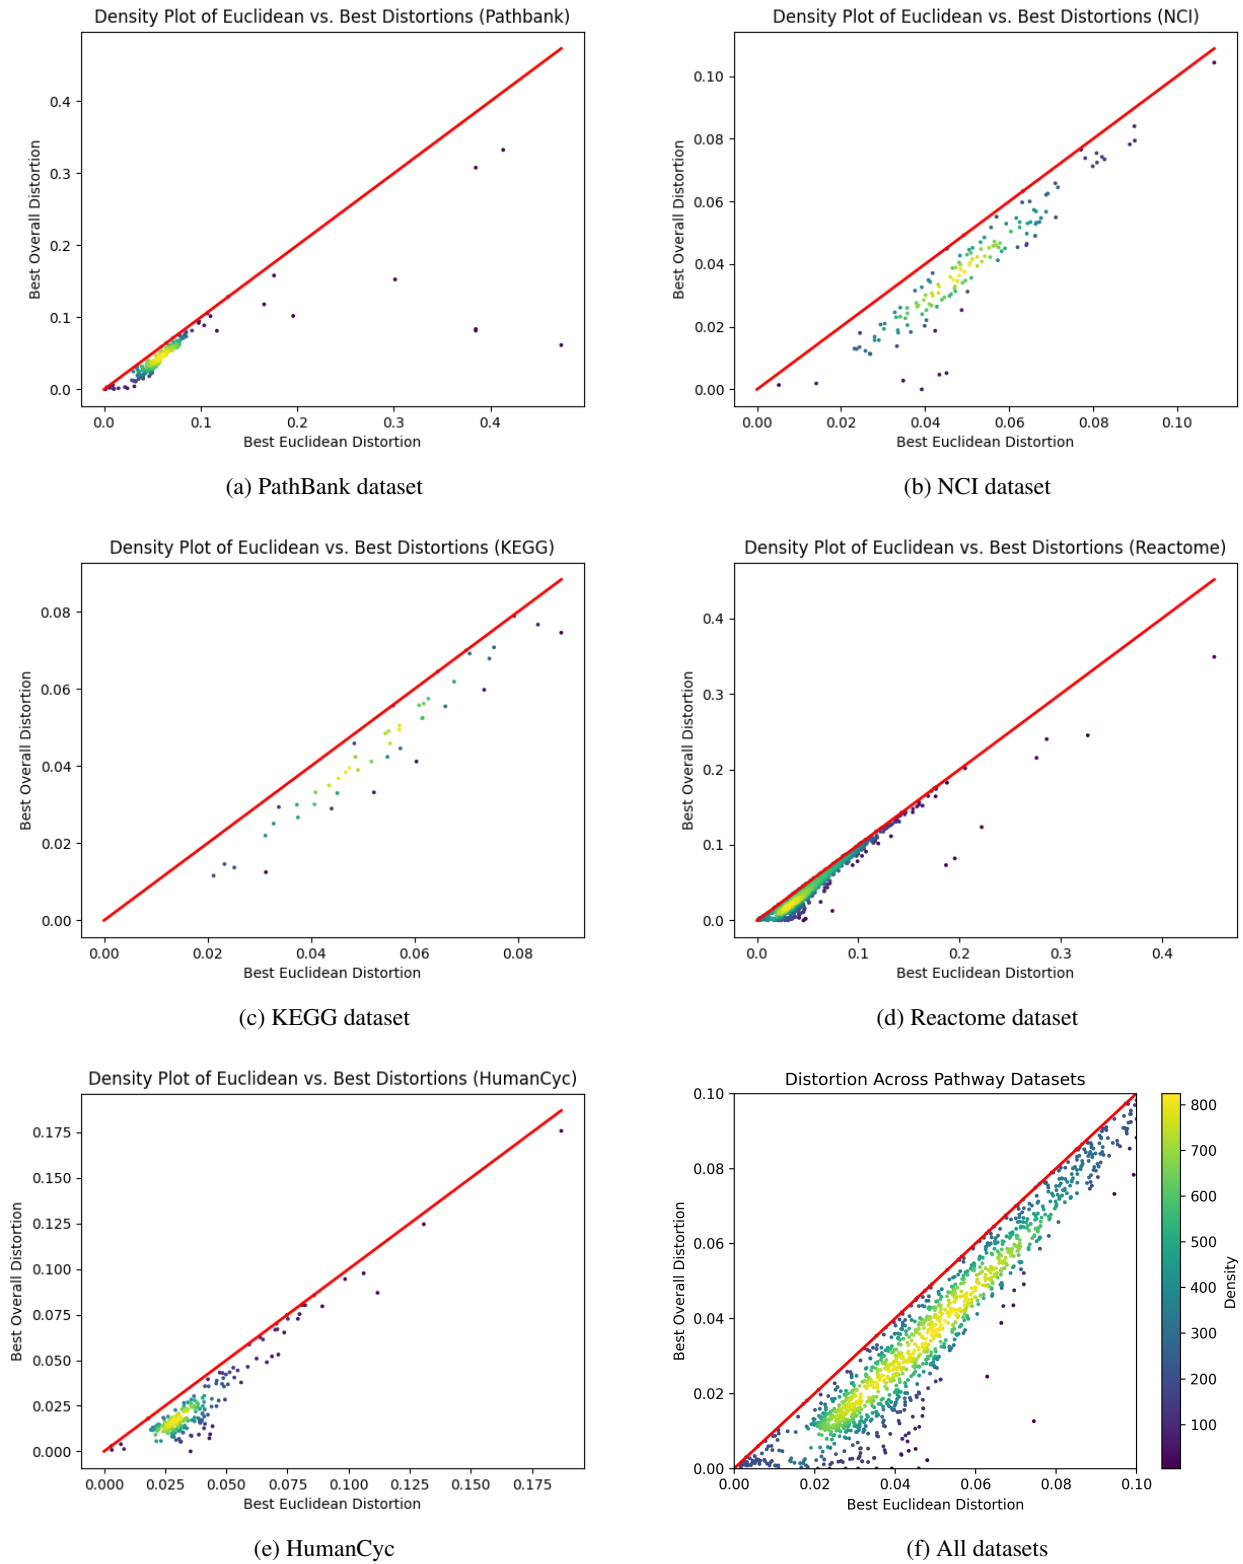 Density Plot of Euclidean vs. Best Distortions (Pathbank)
Best Overall Distortion
0.4
0.3
0.2
0.1
0.0
0.0 0.1 0.2 0.3 0.4
Best Euclidean Distortion
(a) PathBank dataset
Density Plot of Euclidean vs. Best Distortions (NCI)
Best Overall Distortion
0.10
0.08
0.06
0.04
0.02
0.00
0.00 0.02 0.04 0.06 0.08 0.10
Best Euclidean Distortion
(b) NCI dataset
Density Plot of Euclidean vs. Best Distortions (KEGG)
Best Overall Distortion
0.08
0.06
0.04
0.02
0.00
0.00 0.02 0.04 0.06 0.08
Best Euclidean Distortion
(c) KEGG dataset
Density Plot of Euclidean vs. Best Distortions (Reactome)
Best Overall Distortion
0.4
0.3
0.2
0.1
0.0
0.0 0.1 0.2 0.3 0.4
Best Euclidean Distortion
(d) Reactome dataset
Density Plot of Euclidean vs. Best Distortions (HumanCyc)
Best Overall Distortion
0.175
0.150
0.125
0.100
0.075
0.050
0.025
0.000
0.000 0.025 0.050 0.075 0.100 0.125 0.150 0.175
Best Euclidean Distortion
(e) HumanCyc
Distortion Across Pathway Datasets
Best Overall Distortion
0.10
0.08
0.06
0.04
0.02
0.00
0.00 0.02 0.04 0.06 0.08 0.10
Best Euclidean Distortion
800
700
600
500
400
300
200
100
Density
(f) All datasets